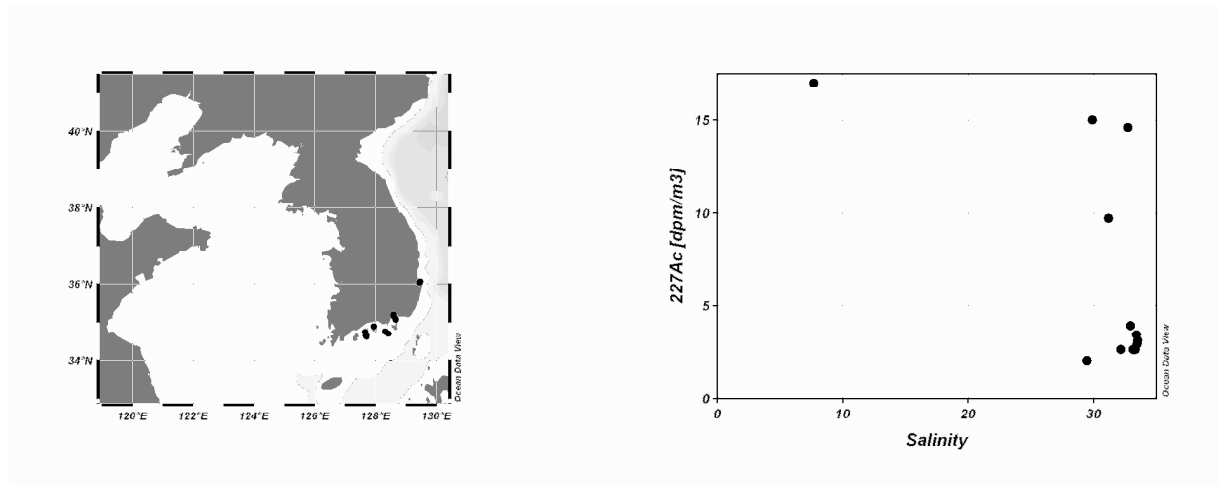 40°N
38°N
36°N
34°N
120°E 122°E 124°E 126°E 128°E 130°E
Ocean Data View
227Ac [dpm/m3]
15
10
5
0
0 10 20 30
Salinity
Ocean Data View